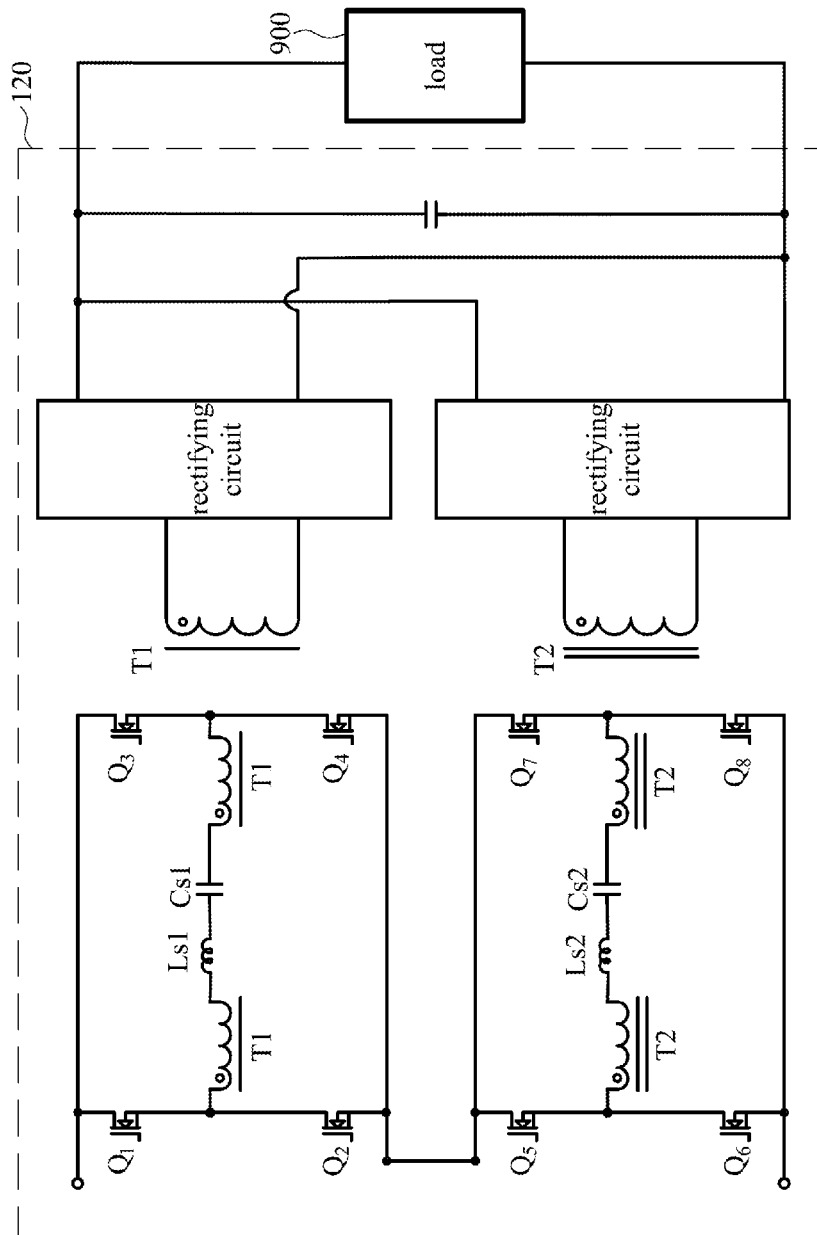 120
900
load
rectifying
circuit
rectifying
circuit
T1
T2
Q₃
Q₄
Q₇
Q₈
T1
T2
Cs1
Cs2
Ls1
Ls2
T1
T2
Q₁
Q₂
Q₅
Q₆